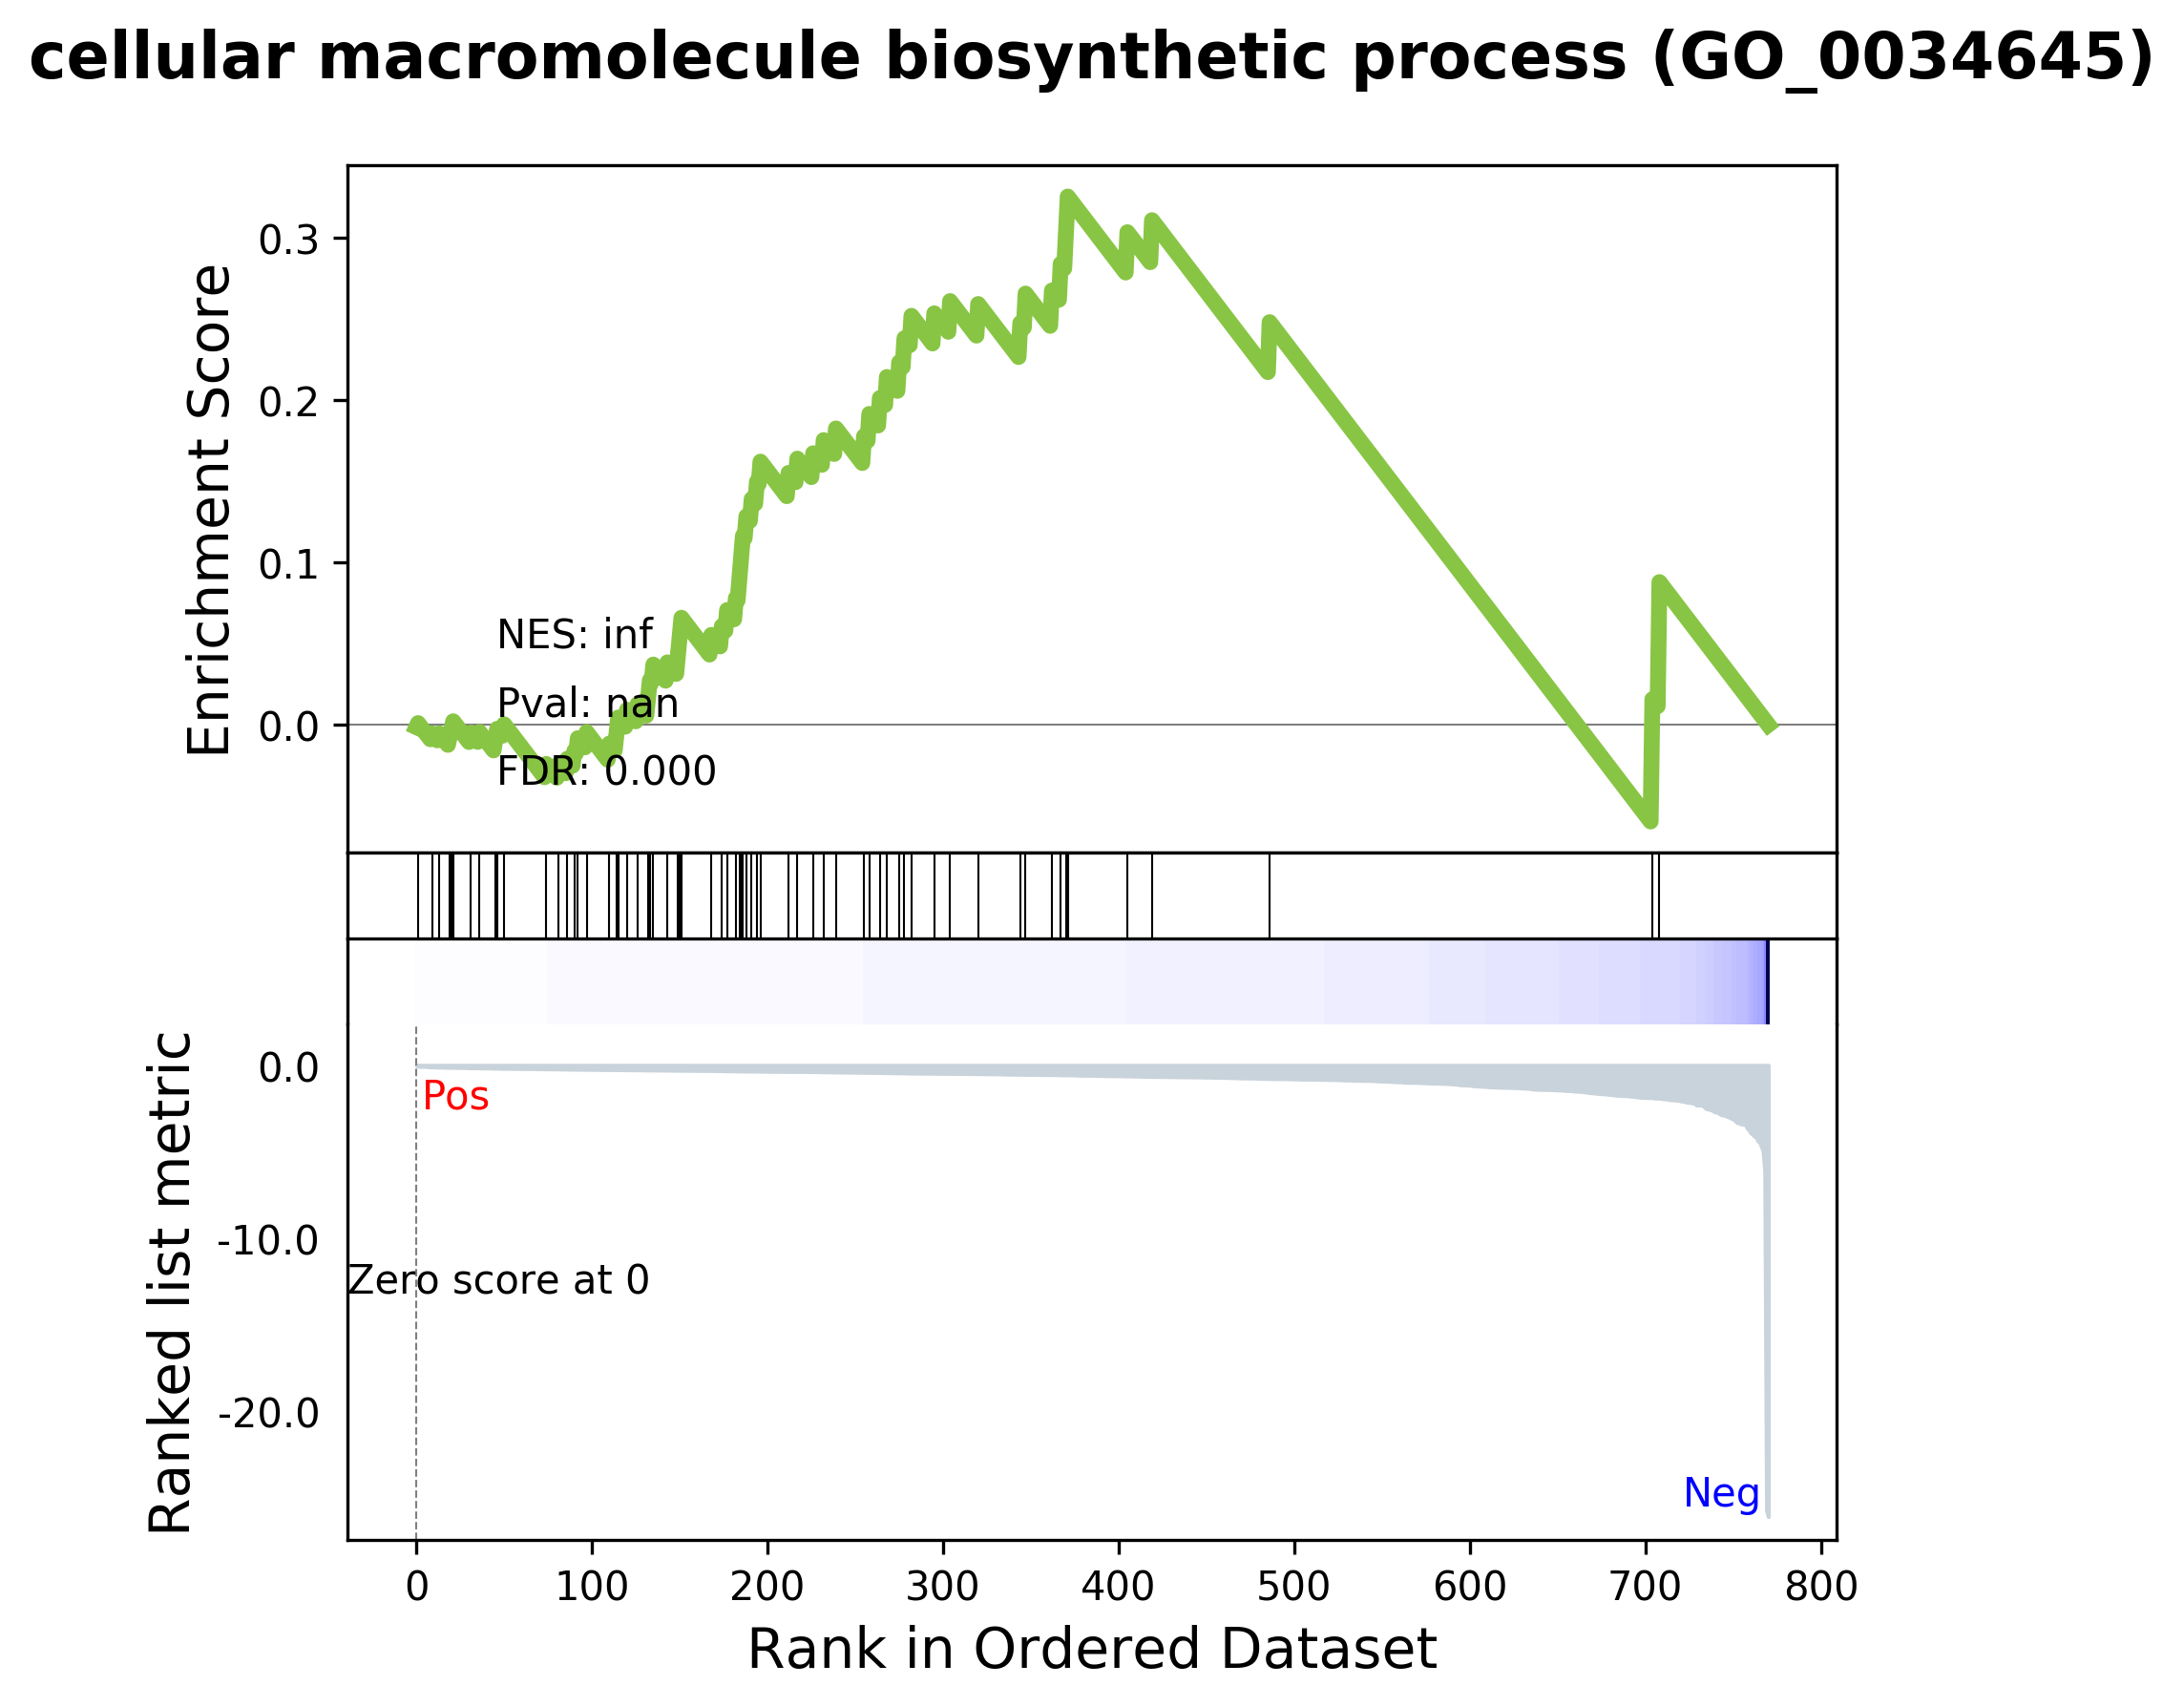 cellular macromolecule biosynthetic process (GO_0034645)
Enrichment Score
0.3
0.2
0.1
0.0
NES: inf
Pval: nan
FDR: 0.000
Ranked list metric
0.0
-10.0
-20.0
Pos
Zero score at 0
Neg
0 100 200 300 400 500 600 700 800
Rank in Ordered Dataset